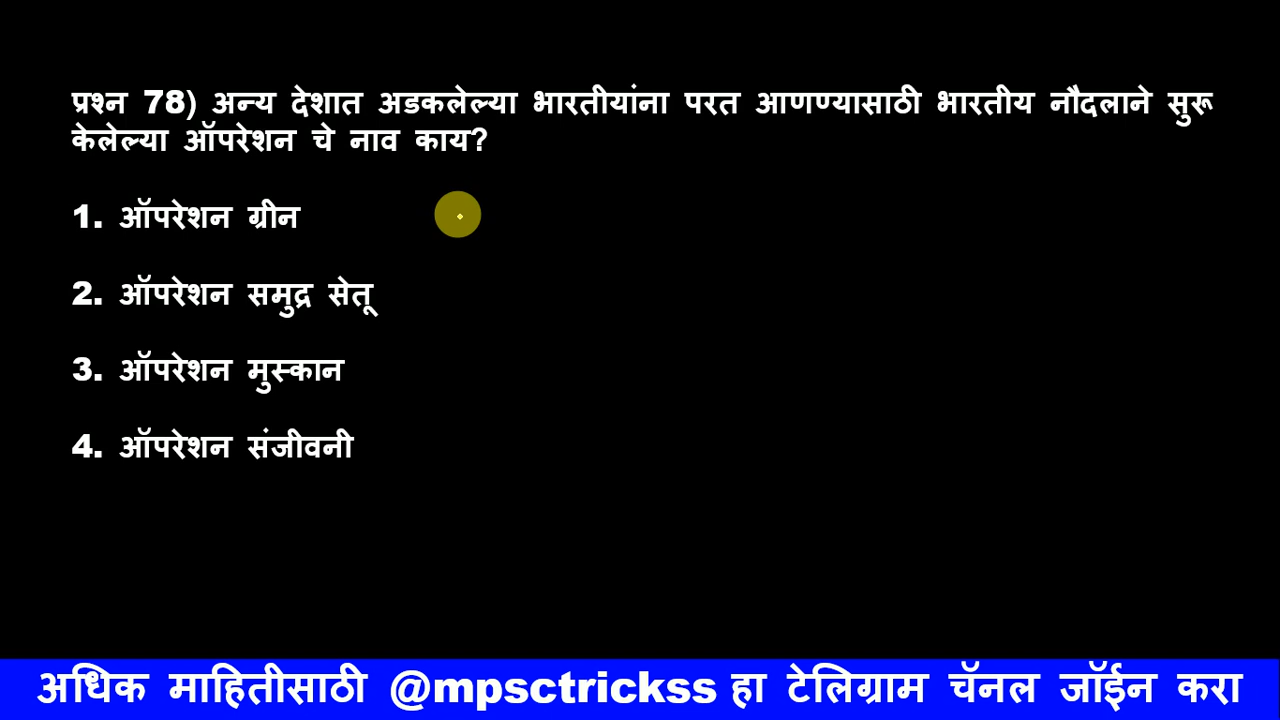 प्रश्न 78) अन्य देशात अडकलेल्या भारतीयांना परत आणण्यासाठी भारतीय नौदलाने सुरू
केलेल्या ऑपरेशन चे नाव काय?
1. ऑपरेशन ग्रीन
2. ऑपरेशन समुद्र सेतू
3. ऑपरेशन मुस्कान
4. ऑपरेशन संजीवनी
अधिक माहितीसाठी @mpsctrickss हा टेलिग्राम चॅनल जॉईन करा